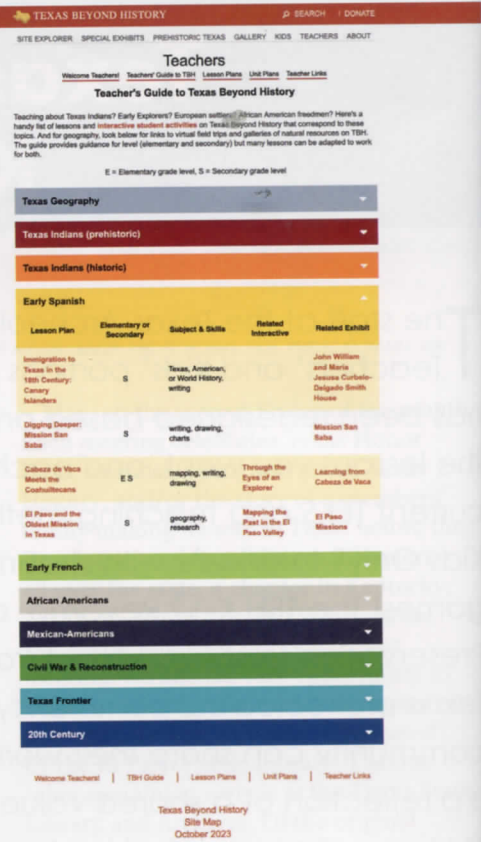 TEXAS BEYOND HISTORY
SEARCH | DONATE
SITE EXPLORER SPECIAL EXHIBITS PREHISTORIC TEXAS GALLERY KIDS TEACHERS ABOUT
Teachers
Welcome Teachers! Teachers' Guide to TBH Lesson Plans Unit Plans Teacher Links
Teacher's Guide to Texas Beyond History
Teaching about Texas Indians? Early Explorers? European settlers? African American freedmen? Here's a
handy list of lessons and interactive student activities on Texas Beyond History that correspond to these
topics. And for geography, look below for links to virtual field trips and galleries of natural resources on TBH.
The guide provides guidance for level (elementary and secondary) but many lessons can be adapted to work
for both.
E = Elementary grade level, S = Secondary grade level
Texas Geography
Texas Indians (prehistoric)
Texas Indians (historic)
Early Spanish
Lesson Plan
Elementary or
Secondary
Subject & Skills
Related
Interactive
Related Exhibit
Immigration to
Texas in the
18th Century:
Canary
Islanders
S
Texas, American,
or World History,
writing
John William
and Maria
Jesusa Curbelo-
Delgado Smith
House
Digging Deeper:
Mission San
Saba
S
writing, drawing,
charts
Mission San
Saba
Cabeza de Vaca
Meets the
Coahuiltecans
E S
mapping, writing,
drawing
Through the
Eyes of an
Explorer
Learning from
Cabeza de Vaca
El Paso and the
Oldest Mission
in Texas
S
geography,
research
Mapping the
Past in the El
Paso Valley
El Paso
Missions
Early French
African Americans
Mexican-Americans
Civil War & Reconstruction
Texas Frontier
20th Century
Welcome Teachers! | TBH Guide | Lesson Plans | Unit Plans | Teacher Links
Texas Beyond History
Site Map
October 2023